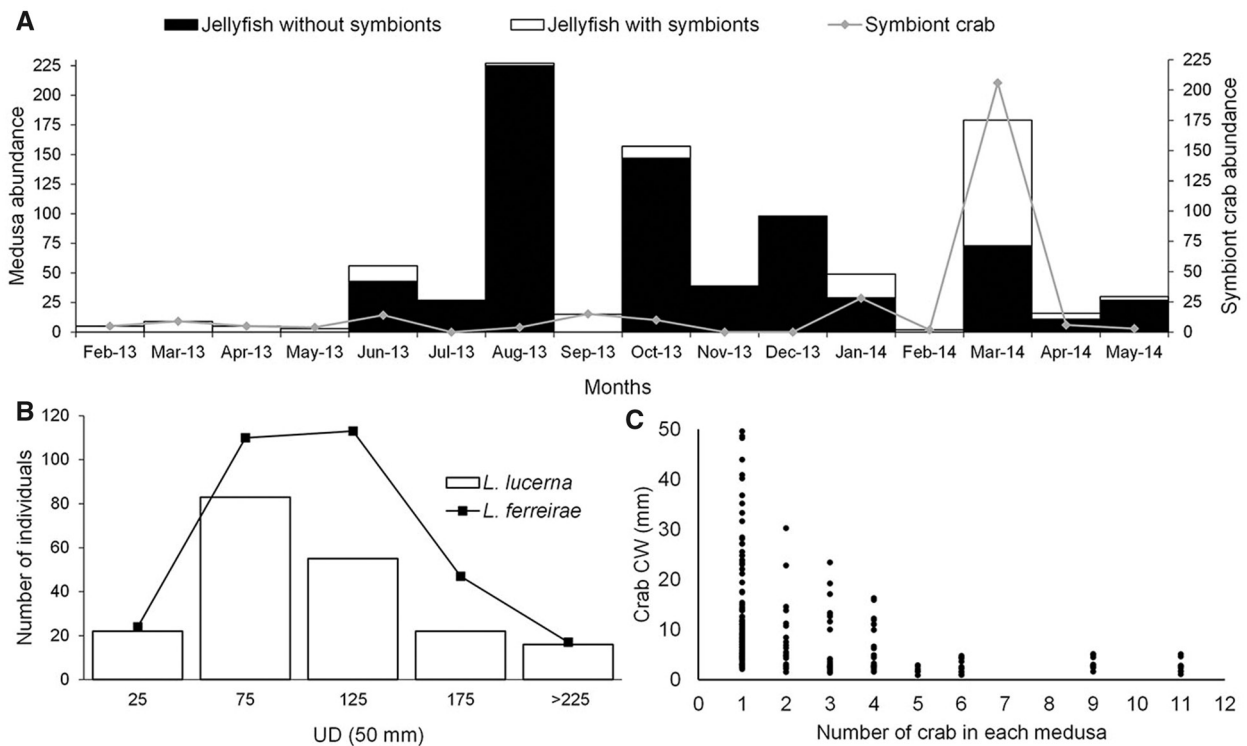 A
Jellyfish without symbionts Jellyfish with symbionts Symbiont crab
Medusa abundance
225
200
175
150
125
100
75
50
25
0
225
200
175
150
125
100
75
50
25
0
Symbiont crab abundance
Feb-13 Mar-13 Apr-13 May-13 Jun-13 Jul-13 Aug-13 Sep-13 Oct-13 Nov-13 Dec-13 Jan-14 Feb-14 Mar-14 Apr-14 May-14
Months
B
Number of individuals
120
100
80
60
40
20
0
L. lucerna
L. ferreirae
25 75 125 175 >225
UD (50 mm)
C
Crab CW (mm)
50
40
30
20
10
0
0 1 2 3 4 5 6 7 8 9 10 11 12
Number of crab in each medusa